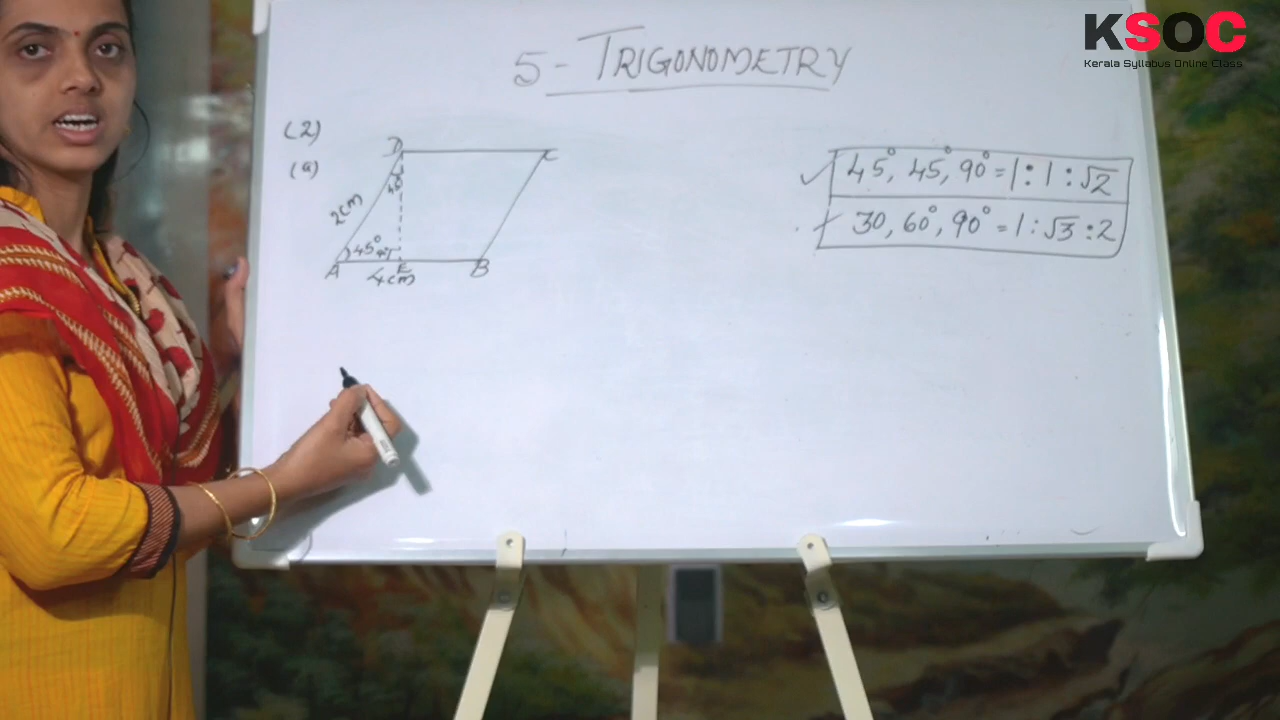 KSOC
Kerala Syllabus Online Class
5 - TRIGONOMETRY
(2)
(a)
D
C
45°
2cm
45°
A
E
B
4cm
45°, 45°, 90° = 1 : 1 : √2
30, 60°, 90° = 1 : √3 : 2